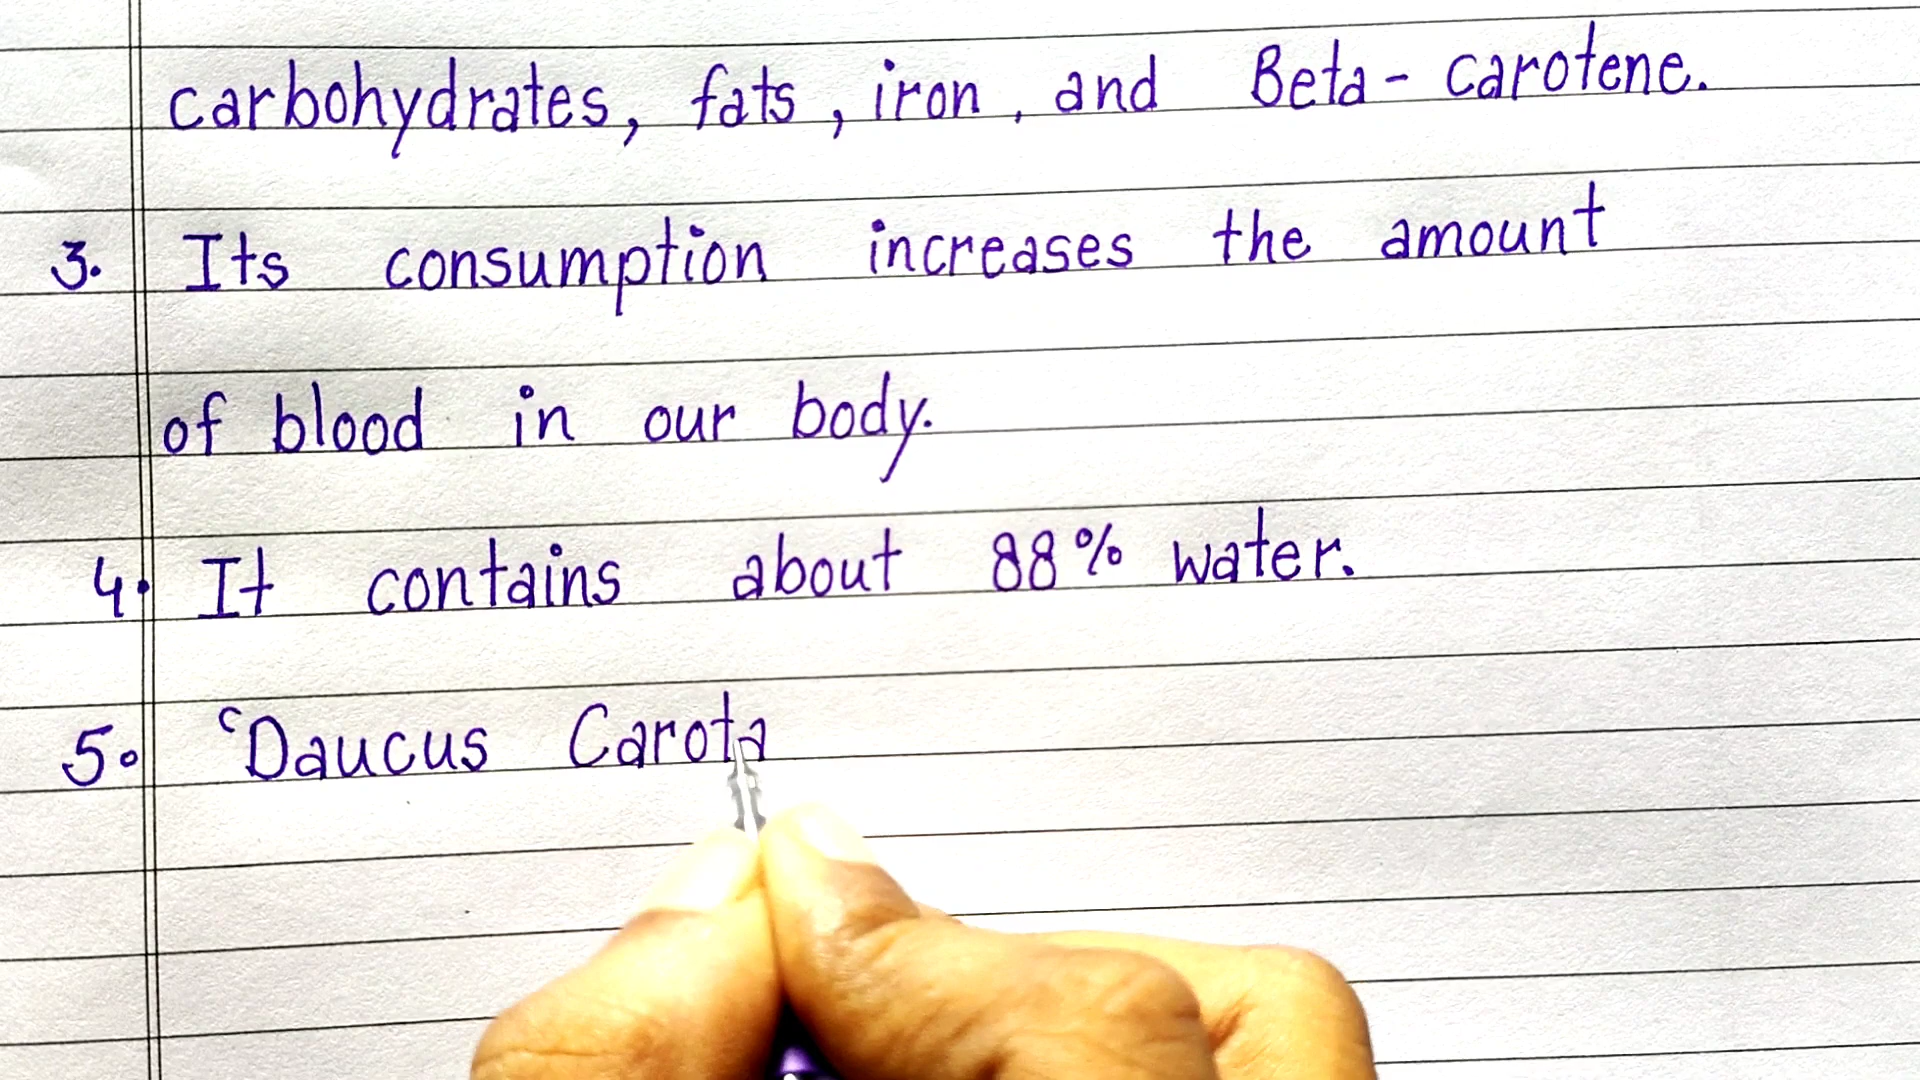 carbohydrates, fats, iron, and Beta-carotene.
3. Its consumption increases the amount
of blood in our body.
4. It contains about 88% water.
5. ‘Daucus Carota